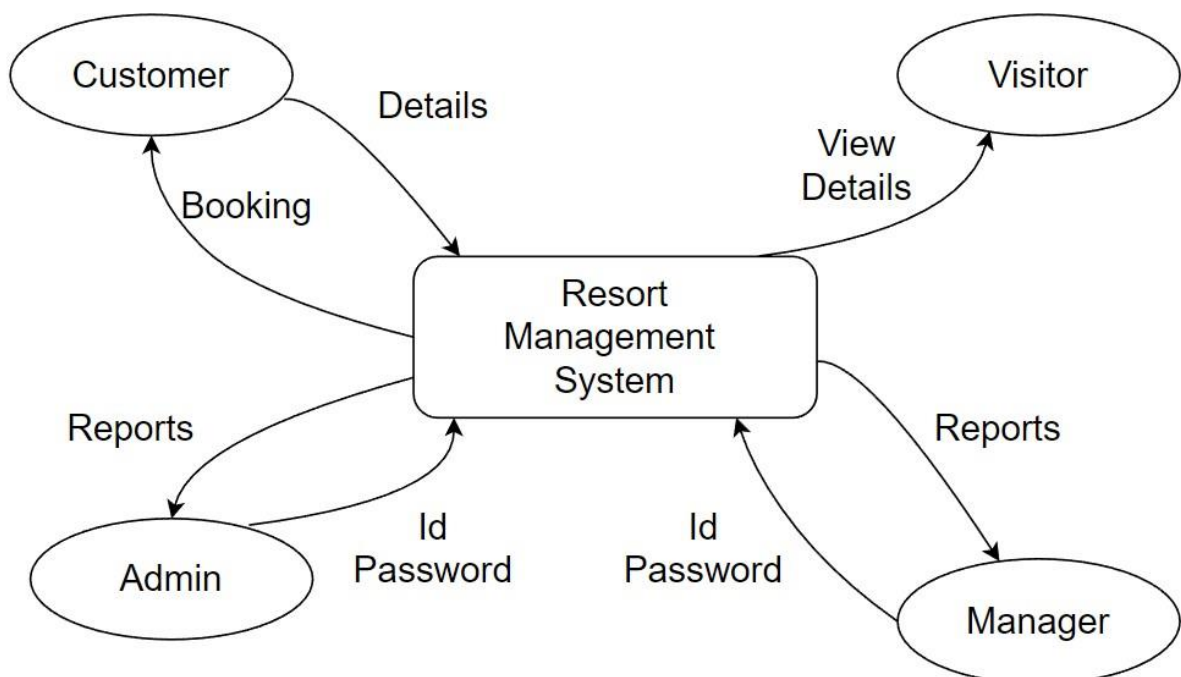 Customer
Visitor
Details
View
Details
Booking
Resort
Management
System
Reports
Reports
Id
Password
Id
Password
Admin
Manager